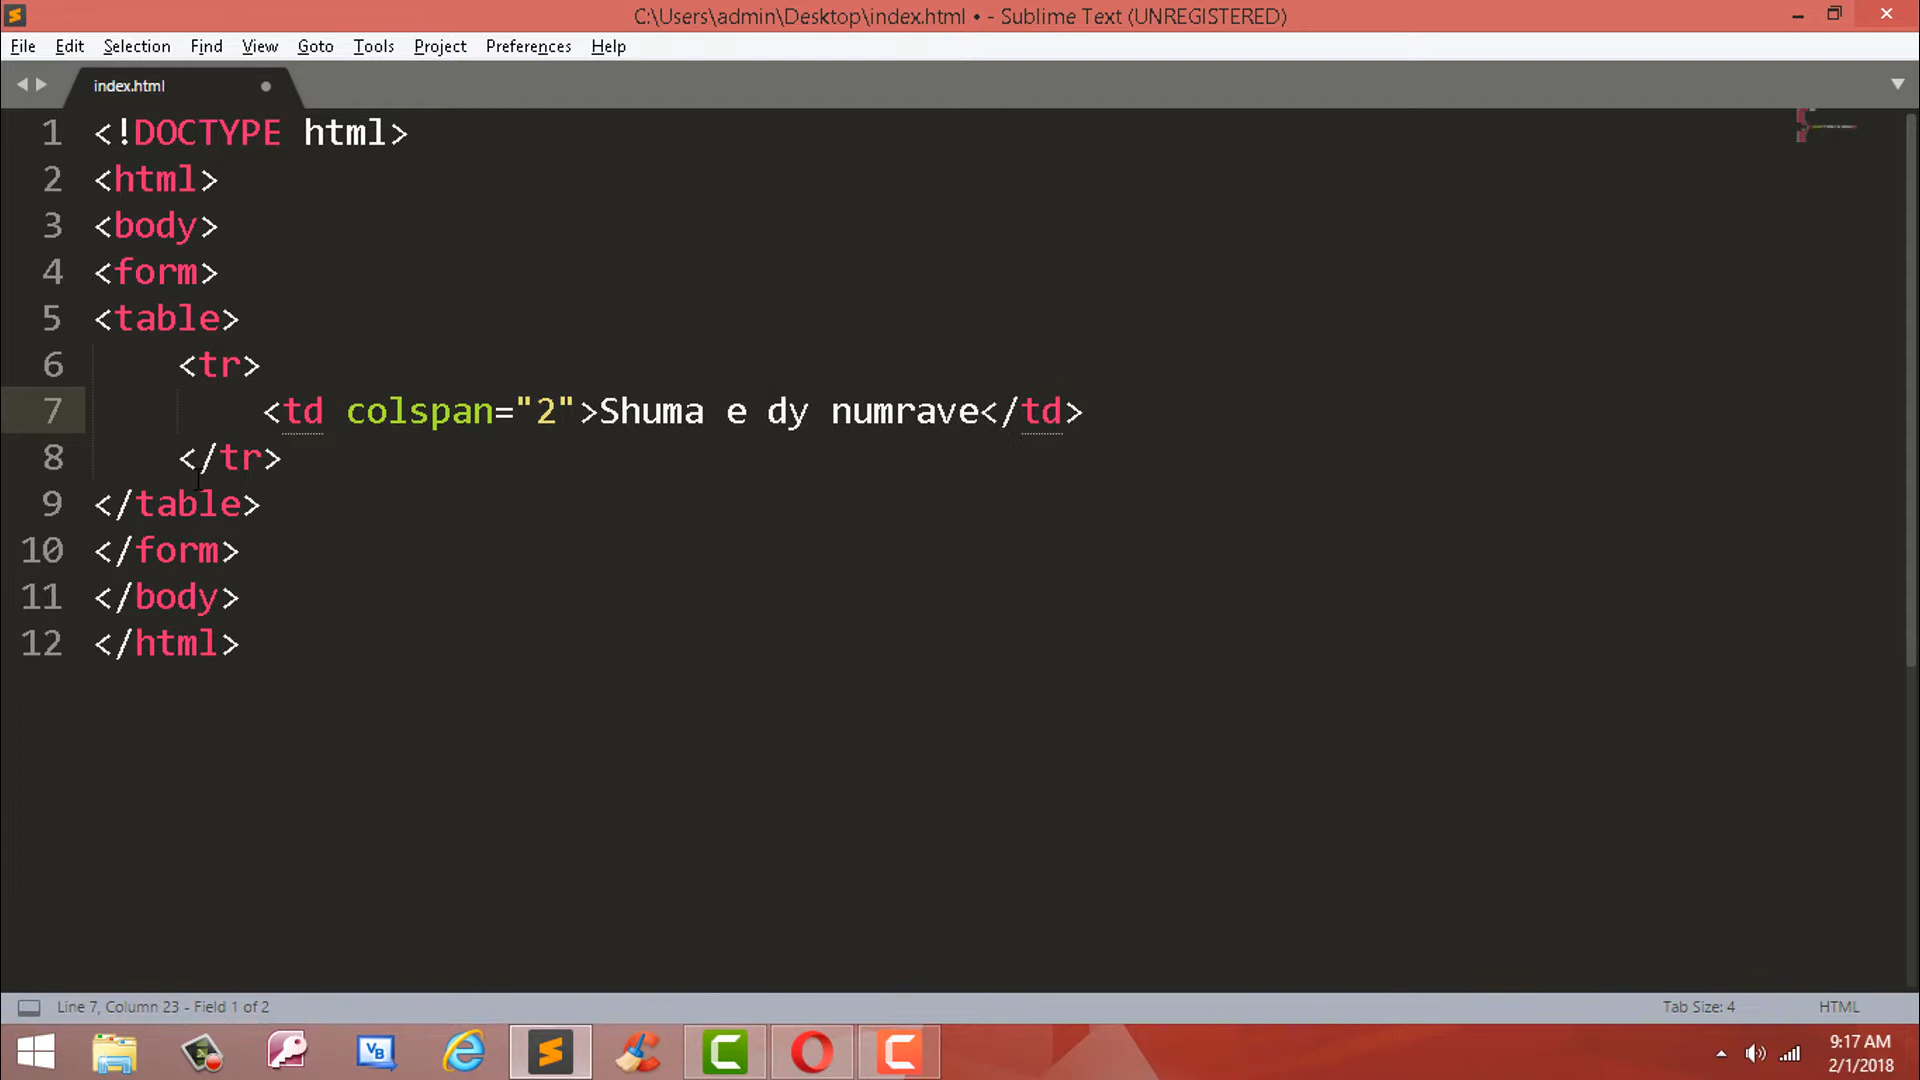 C:\Users\admin\Desktop\index.html • - Sublime Text (UNREGISTERED)
File Edit Selection Find View Goto Tools Project Preferences Help
index.html
1 <!DOCTYPE html>
2 <html>
3 <body>
4 <form>
5 <table>
6 <tr>
7 <td colspan="2">Shuma e dy numrave</td>
8 </tr>
9 </table>
10 </form>
11 </body>
12 </html>
Line 7, Column 23 - Field 1 of 2
Tab Size: 4
HTML
VB
9:17 AM
2/1/2018